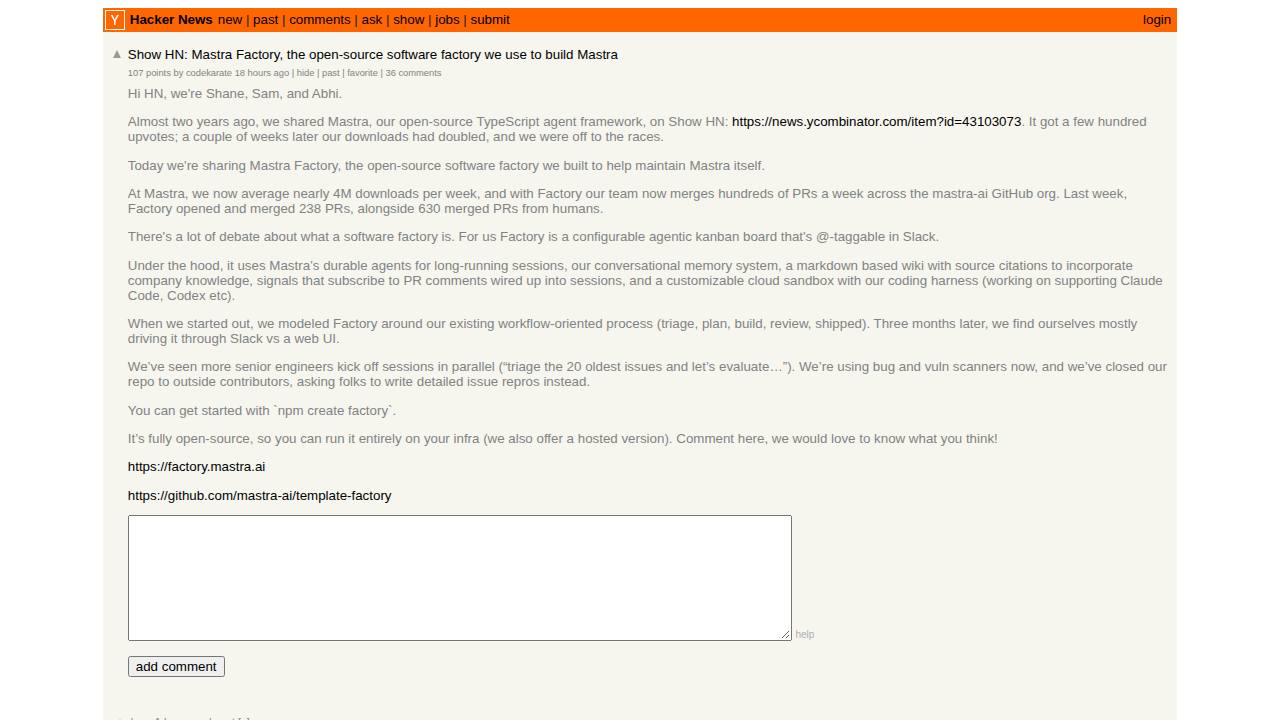 Y Hacker News new | past | comments | ask | show | jobs | submit login
▲ Show HN: Mastra Factory, the open-source software factory we use to build Mastra
107 points by codekarate 18 hours ago | hide | past | favorite | 36 comments
Hi HN, we're Shane, Sam, and Abhi.
Almost two years ago, we shared Mastra, our open-source TypeScript agent framework, on Show HN: https://news.ycombinator.com/item?id=43103073. It got a few hundred
upvotes; a couple of weeks later our downloads had doubled, and we were off to the races.
Today we're sharing Mastra Factory, the open-source software factory we built to help maintain Mastra itself.
At Mastra, we now average nearly 4M downloads per week, and with Factory our team now merges hundreds of PRs a week across the mastra-ai GitHub org. Last week,
Factory opened and merged 238 PRs, alongside 630 merged PRs from humans.
There's a lot of debate about what a software factory is. For us Factory is a configurable agentic kanban board that's @-taggable in Slack.
Under the hood, it uses Mastra's durable agents for long-running sessions, our conversational memory system, a markdown based wiki with source citations to incorporate
company knowledge, signals that subscribe to PR comments wired up into sessions, and a customizable cloud sandbox with our coding harness (working on supporting Claude
Code, Codex etc).
When we started out, we modeled Factory around our existing workflow-oriented process (triage, plan, build, review, shipped). Three months later, we find ourselves mostly
driving it through Slack vs a web UI.
We’ve seen more senior engineers kick off sessions in parallel (“triage the 20 oldest issues and let’s evaluate…”). We’re using bug and vuln scanners now, and we’ve closed our
repo to outside contributors, asking folks to write detailed issue repros instead.
You can get started with `npm create factory`.
It’s fully open-source, so you can run it entirely on your infra (we also offer a hosted version). Comment here, we would love to know what you think!
https://factory.mastra.ai
https://github.com/mastra-ai/template-factory
help
add comment